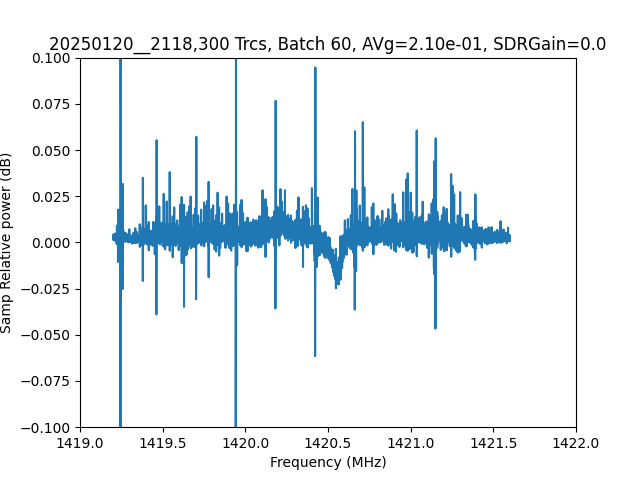 20250120__2118,300 Trcs, Batch 60, AVg=2.10e-01, SDRGain=0.0
0.100
0.075
0.050
0.025
0.000
−0.025
−0.050
−0.075
−0.100
Samp Relative power (dB)
1419.0 1419.5 1420.0 1420.5 1421.0 1421.5 1422.0
Frequency (MHz)